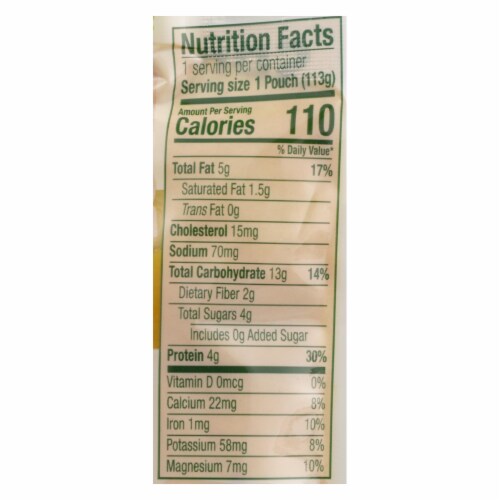 Nutrition Facts
1 serving per container
Serving size 1 Pouch (113g)
Amount Per Serving
Calories 110
% Daily Value*
Total Fat 5g 17%
Saturated Fat 1.5g
Trans Fat 0g
Cholesterol 15mg
Sodium 70mg
Total Carbohydrate 13g 14%
Dietary Fiber 2g
Total Sugars 4g
Includes 0g Added Sugar
Protein 4g 30%
Vitamin D 0mcg 0%
Calcium 22mg 8%
Iron 1mg 10%
Potassium 58mg 8%
Magnesium 7mg 10%